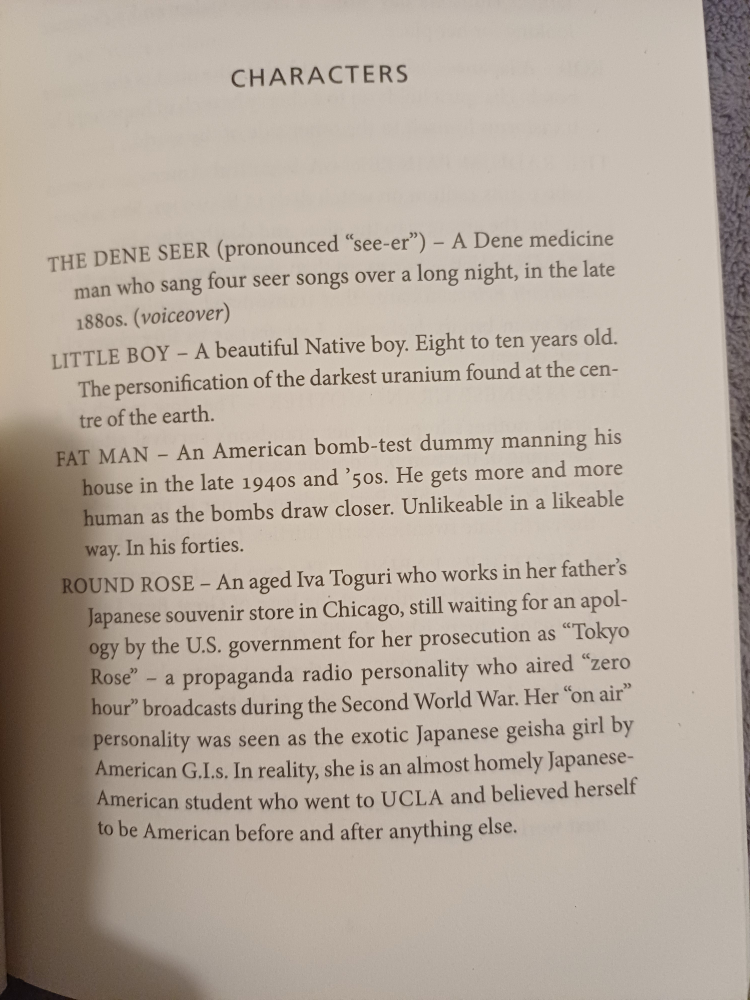 CHARACTERS
THE DENE SEER (pronounced “see-er”) – A Dene medicine
man who sang four seer songs over a long night, in the late
1880s. (voiceover)
LITTLE BOY – A beautiful Native boy. Eight to ten years old.
The personification of the darkest uranium found at the cen-
tre of the earth.
FAT MAN – An American bomb-test dummy manning his
house in the late 1940s and ’50s. He gets more and more
human as the bombs draw closer. Unlikeable in a likeable
way. In his forties.
ROUND ROSE – An aged Iva Toguri who works in her father’s
Japanese souvenir store in Chicago, still waiting for an apol-
ogy by the U.S. government for her prosecution as “Tokyo
Rose” – a propaganda radio personality who aired “zero
hour” broadcasts during the Second World War. Her “on air”
personality was seen as the exotic Japanese geisha girl by
American G.I.s. In reality, she is an almost homely Japanese-
American student who went to UCLA and believed herself
to be American before and after anything else.